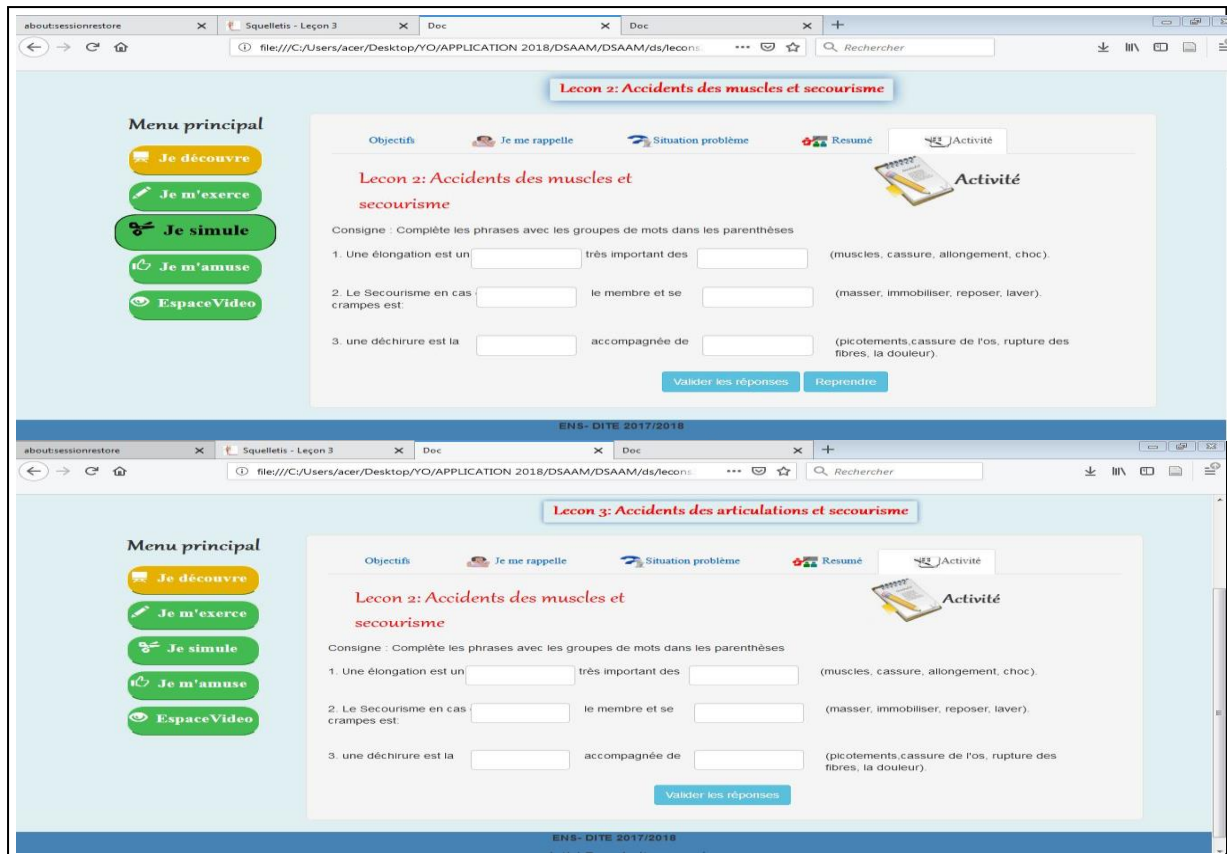 about:sessionrestore Squelletis - Leçon 3 Doc Doc
file:///C:/Users/acer/Desktop/YO/APPLICATION 2018/DSAAM/DSAAM/ds/lecons Rechercher
Lecon 2: Accidents des muscles et secourisme
Menu principal
Je découvre
Je m'exerce
Je simule
Je m'amuse
EspaceVideo
Objectifs Je me rappelle Situation problème Resumé Activité
Lecon 2: Accidents des muscles et
secourisme
Activité
Consigne : Complète les phrases avec les groupes de mots dans les parenthèses
1. Une élongation est un très important des (muscles, cassure, allongement, choc).
2. Le Secourisme en cas le membre et se (masser, immobiliser, reposer, laver).
crampes est:
3. une déchirure est la accompagnée de (picotements,cassure de l'os, rupture des
fibres, la douleur).
Valider les réponses Reprendre
ENS- DITE 2017/2018
about:sessionrestore Squelletis - Leçon 3 Doc Doc
file:///C:/Users/acer/Desktop/YO/APPLICATION 2018/DSAAM/DSAAM/ds/lecons Rechercher
Lecon 3: Accidents des articulations et secourisme
Menu principal
Je découvre
Je m'exerce
Je simule
Je m'amuse
EspaceVideo
Objectifs Je me rappelle Situation problème Resumé Activité
Lecon 2: Accidents des muscles et
secourisme
Activité
Consigne : Complète les phrases avec les groupes de mots dans les parenthèses
1. Une élongation est un très important des (muscles, cassure, allongement, choc).
2. Le Secourisme en cas le membre et se (masser, immobiliser, reposer, laver).
crampes est:
3. une déchirure est la accompagnée de (picotements,cassure de l'os, rupture des
fibres, la douleur).
Valider les réponses
ENS- DITE 2017/2018